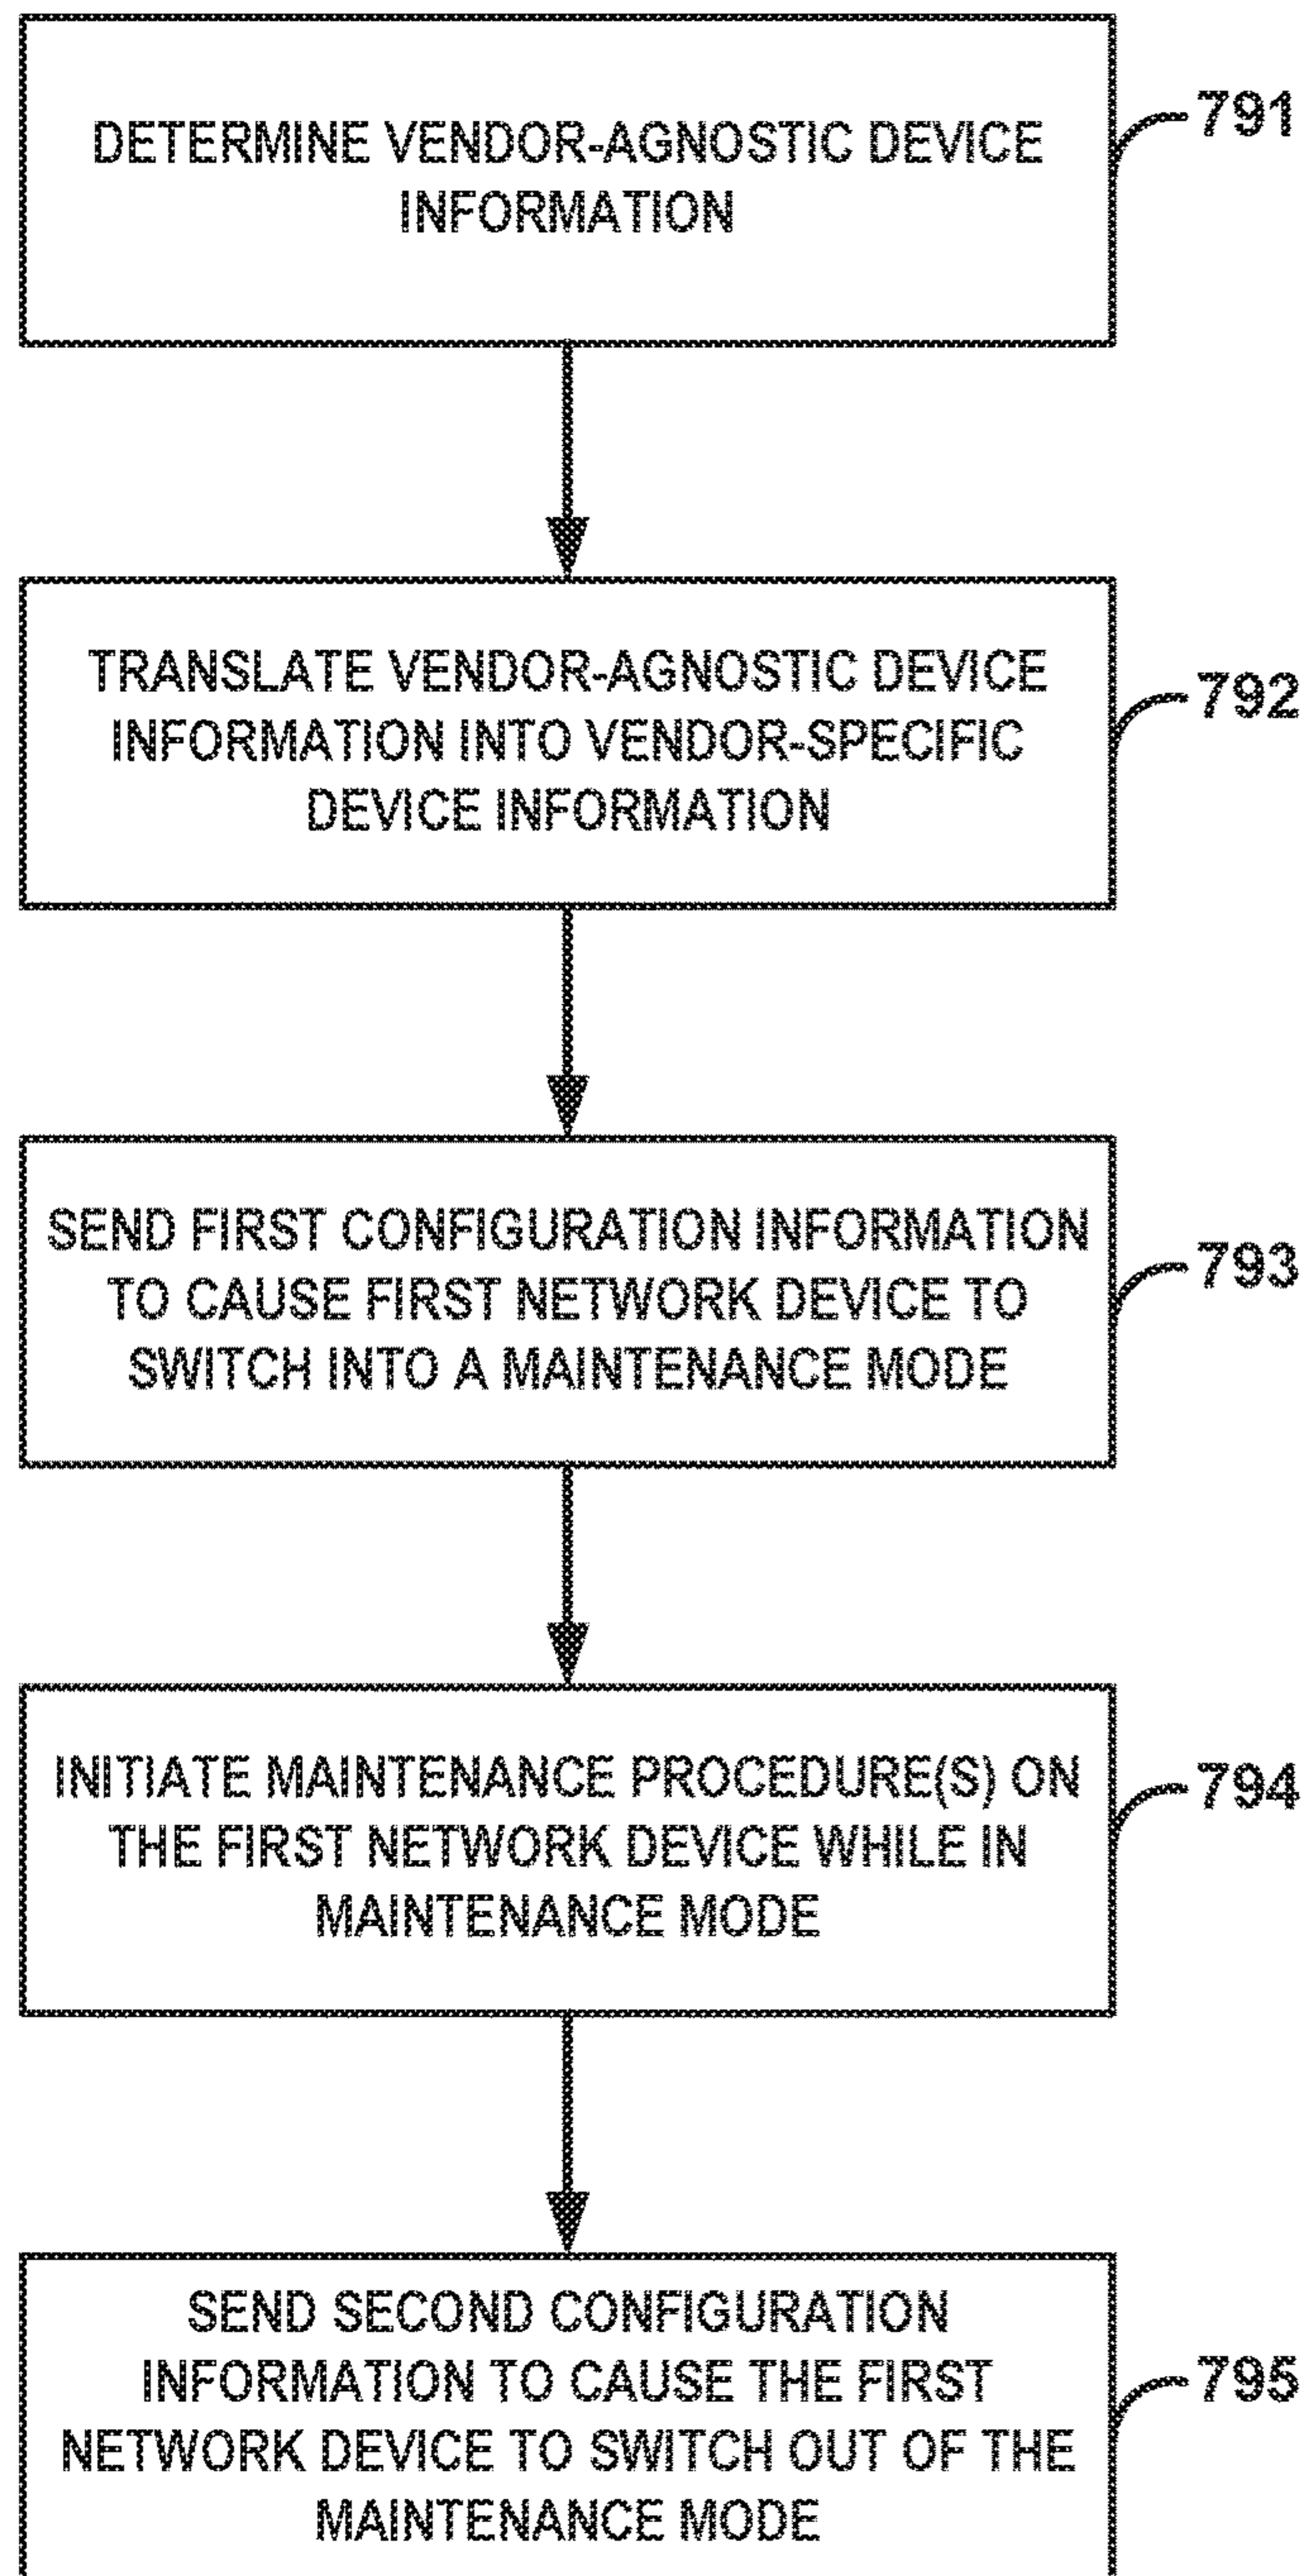 DETERMINE VENDOR-AGNOSTIC DEVICE
INFORMATION
791
TRANSLATE VENDOR-AGNOSTIC DEVICE
INFORMATION INTO VENDOR-SPECIFIC
DEVICE INFORMATION
792
SEND FIRST CONFIGURATION INFORMATION
TO CAUSE FIRST NETWORK DEVICE TO
SWITCH INTO A MAINTENANCE MODE
793
INITIATE MAINTENANCE PROCEDURE(S) ON
THE FIRST NETWORK DEVICE WHILE IN
MAINTENANCE MODE
794
SEND SECOND CONFIGURATION
INFORMATION TO CAUSE THE FIRST
NETWORK DEVICE TO SWITCH OUT OF THE
MAINTENANCE MODE
795